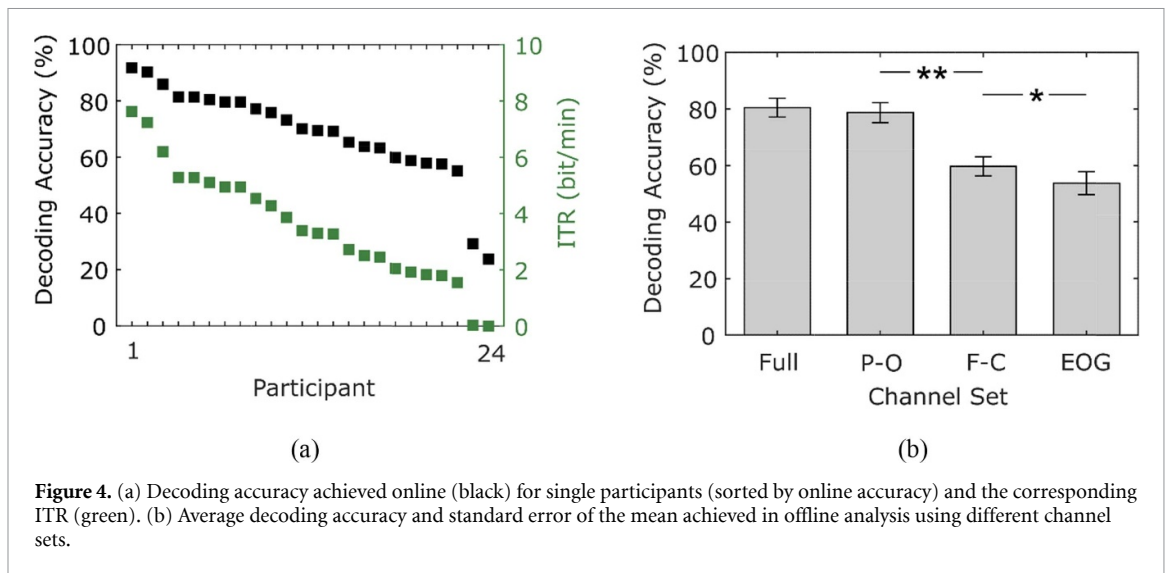 Decoding Accuracy (%)
100
80
60
40
20
0
10
8
6
4
2
0
ITR (bit/min)
1
24
Participant
(a)
Decoding Accuracy (%)
100
80
60
40
20
0
**
*
Full P-O F-C EOG
Channel Set
(b)
Figure 4. (a) Decoding accuracy achieved online (black) for single participants (sorted by online accuracy) and the corresponding
ITR (green). (b) Average decoding accuracy and standard error of the mean achieved in offline analysis using different channel
sets.